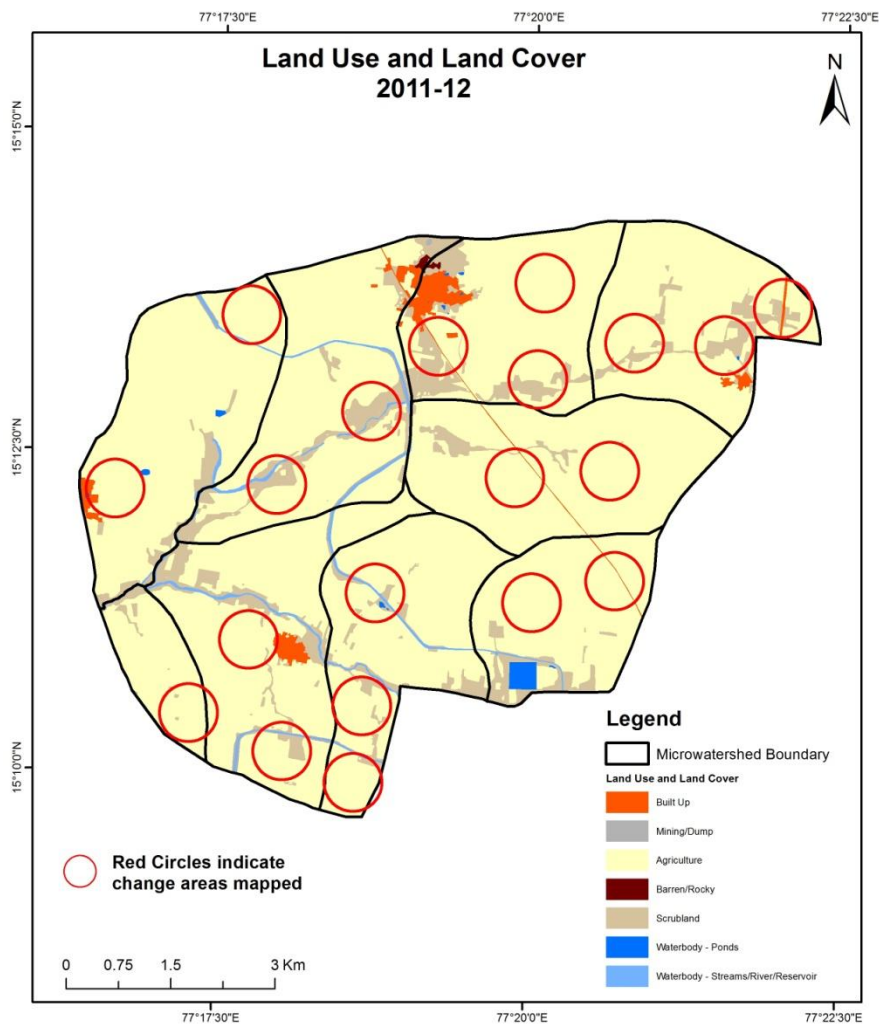 77°17'30"E
77°20'0"E
77°22'30"E
Land Use and Land Cover
2011-12
N
15°15'0"N
15°12'30"N
15°10'0"N
Legend
Microwatershed Boundary
Land Use and Land Cover
Built Up
Mining/Dump
Agriculture
Barren/Rocky
Scrubland
Waterbody - Ponds
Waterbody - Streams/River/Reservoir
Red Circles indicate
change areas mapped
0 0.75 1.5 3 Km
77°17'30"E
77°20'0"E
77°22'30"E